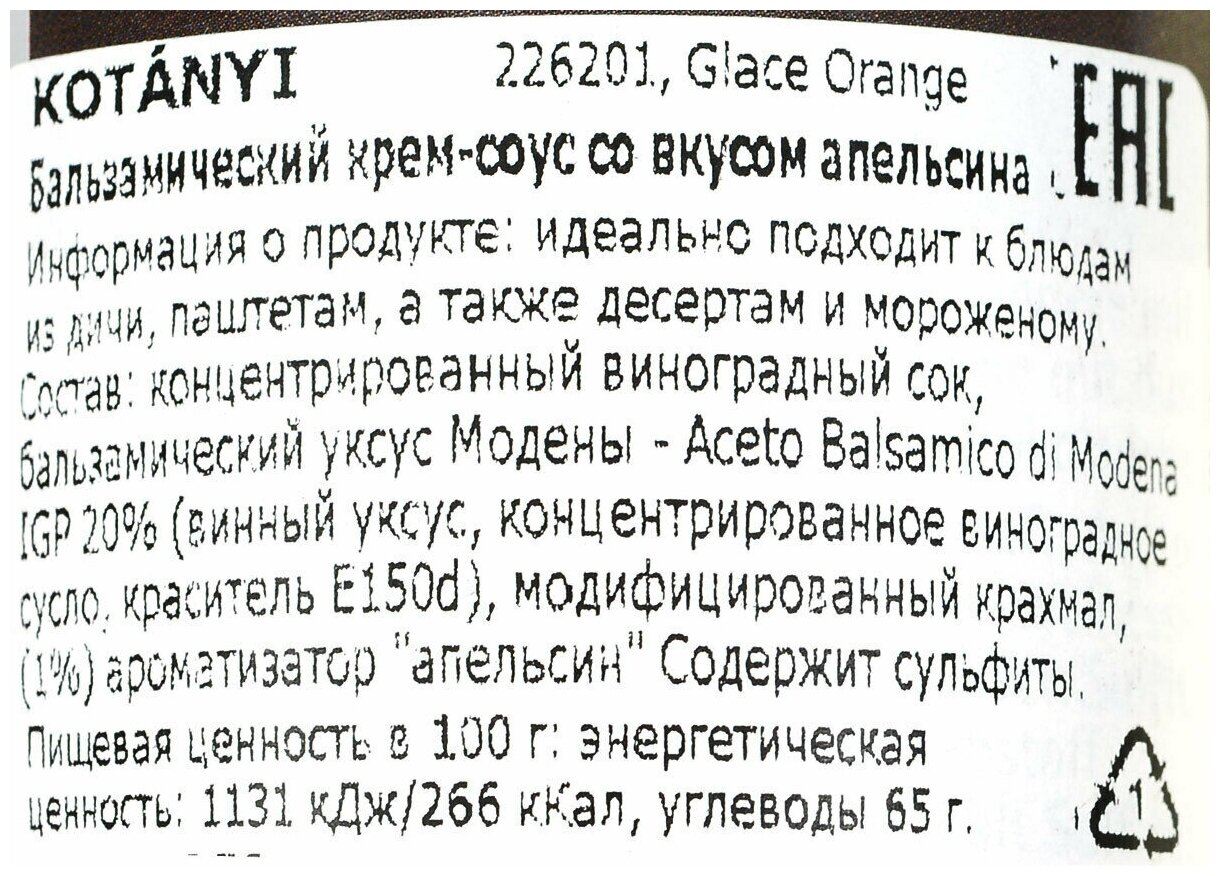 KOTÁNYI 226201, Glace Orange
Бальзамический крем-соус со вкусом апельсина EAC
Информация о продукте: идеально подходит к блюдам
из дичи, паштетам, а также десертам и мороженому.
Состав: концентрированный виноградный сок,
бальзамический уксус Модены - Aceto Balsamico di Modena
IGP 20% (винный уксус, концентрированное виноградное
сусло, краситель E150d), модифицированный крахмал,
(1%) ароматизатор "апельсин" Содержит сульфиты.
Пищевая ценность в 100 г: энергетическая
ценность: 1131 кДж/266 кКал, углеводы 65 г.
1